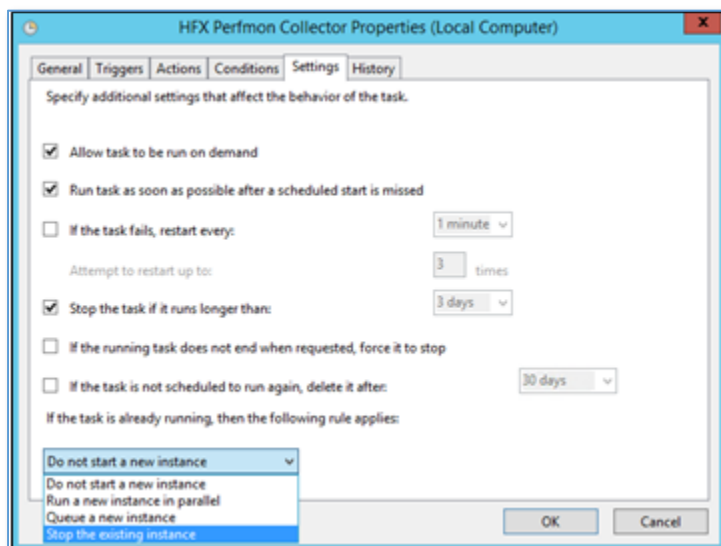 HFX Perfmon Collector Properties (Local Computer)
x
General Triggers Actions Conditions Settings History
Specify additional settings that affect the behavior of the task.
Allow task to be run on demand
Run task as soon as possible after a scheduled start is missed
If the task fails, restart every: 1 minute
Attempt to restart up to: 3 times
Stop the task if it runs longer than: 3 days
If the running task does not end when requested, force it to stop
If the task is not scheduled to run again, delete it after: 30 days
If the task is already running, then the following rule applies:
Do not start a new instance
Do not start a new instance
Run a new instance in parallel
Queue a new instance
Stop the existing instance
OK Cancel